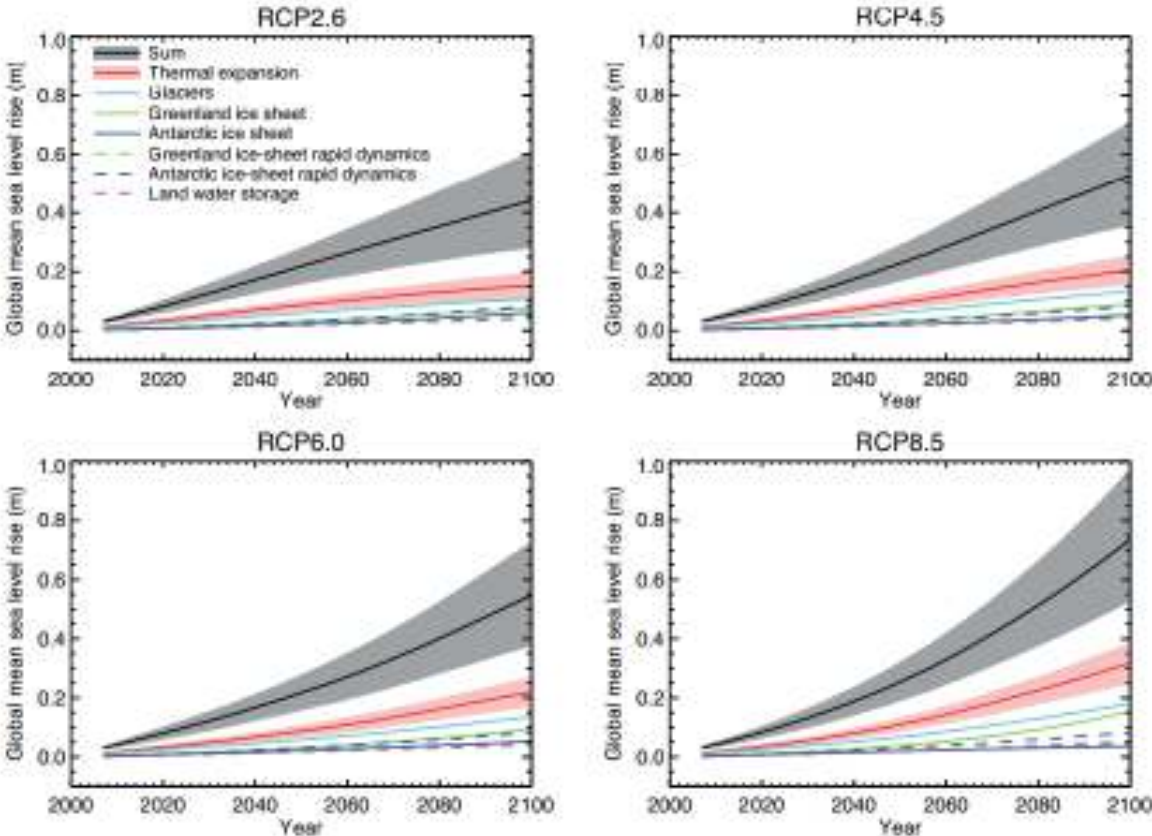 RCP2.6
1.0
0.8
0.6
0.4
0.2
0.0
Global mean sea level rise (m)
Sum
Thermal expansion
Glaciers
Greenland ice sheet
Antarctic ice sheet
Greenland ice-sheet rapid dynamics
Antarctic ice-sheet rapid dynamics
Land water storage
2000 2020 2040 2060 2080 2100
Year
RCP4.5
1.0
0.8
0.6
0.4
0.2
0.0
Global mean sea level rise (m)
2000 2020 2040 2060 2080 2100
Year
RCP6.0
1.0
0.8
0.6
0.4
0.2
0.0
Global mean sea level rise (m)
2000 2020 2040 2060 2080 2100
Year
RCP8.5
1.0
0.8
0.6
0.4
0.2
0.0
Global mean sea level rise (m)
2000 2020 2040 2060 2080 2100
Year